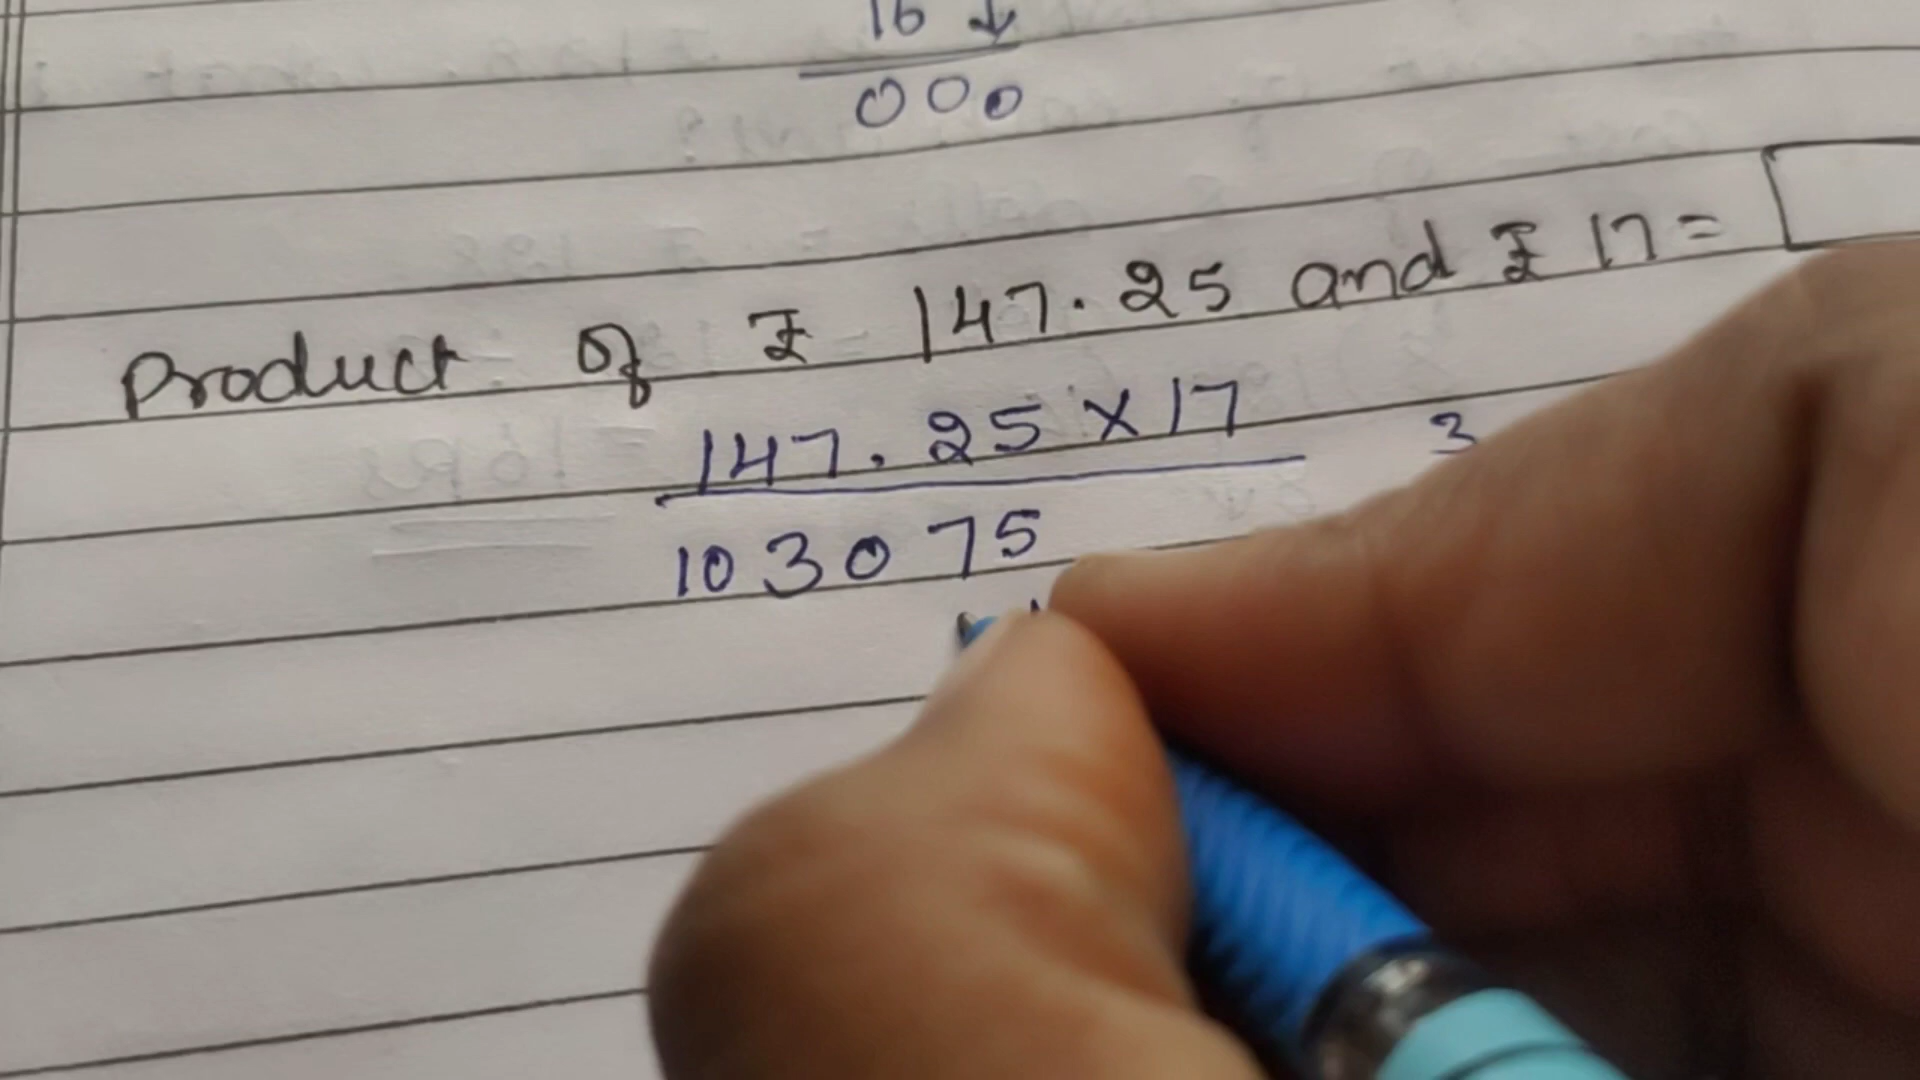 16 ↓
000
Product of ₹ 147.25 and ₹ 17 =
147.25 × 17
3
103075